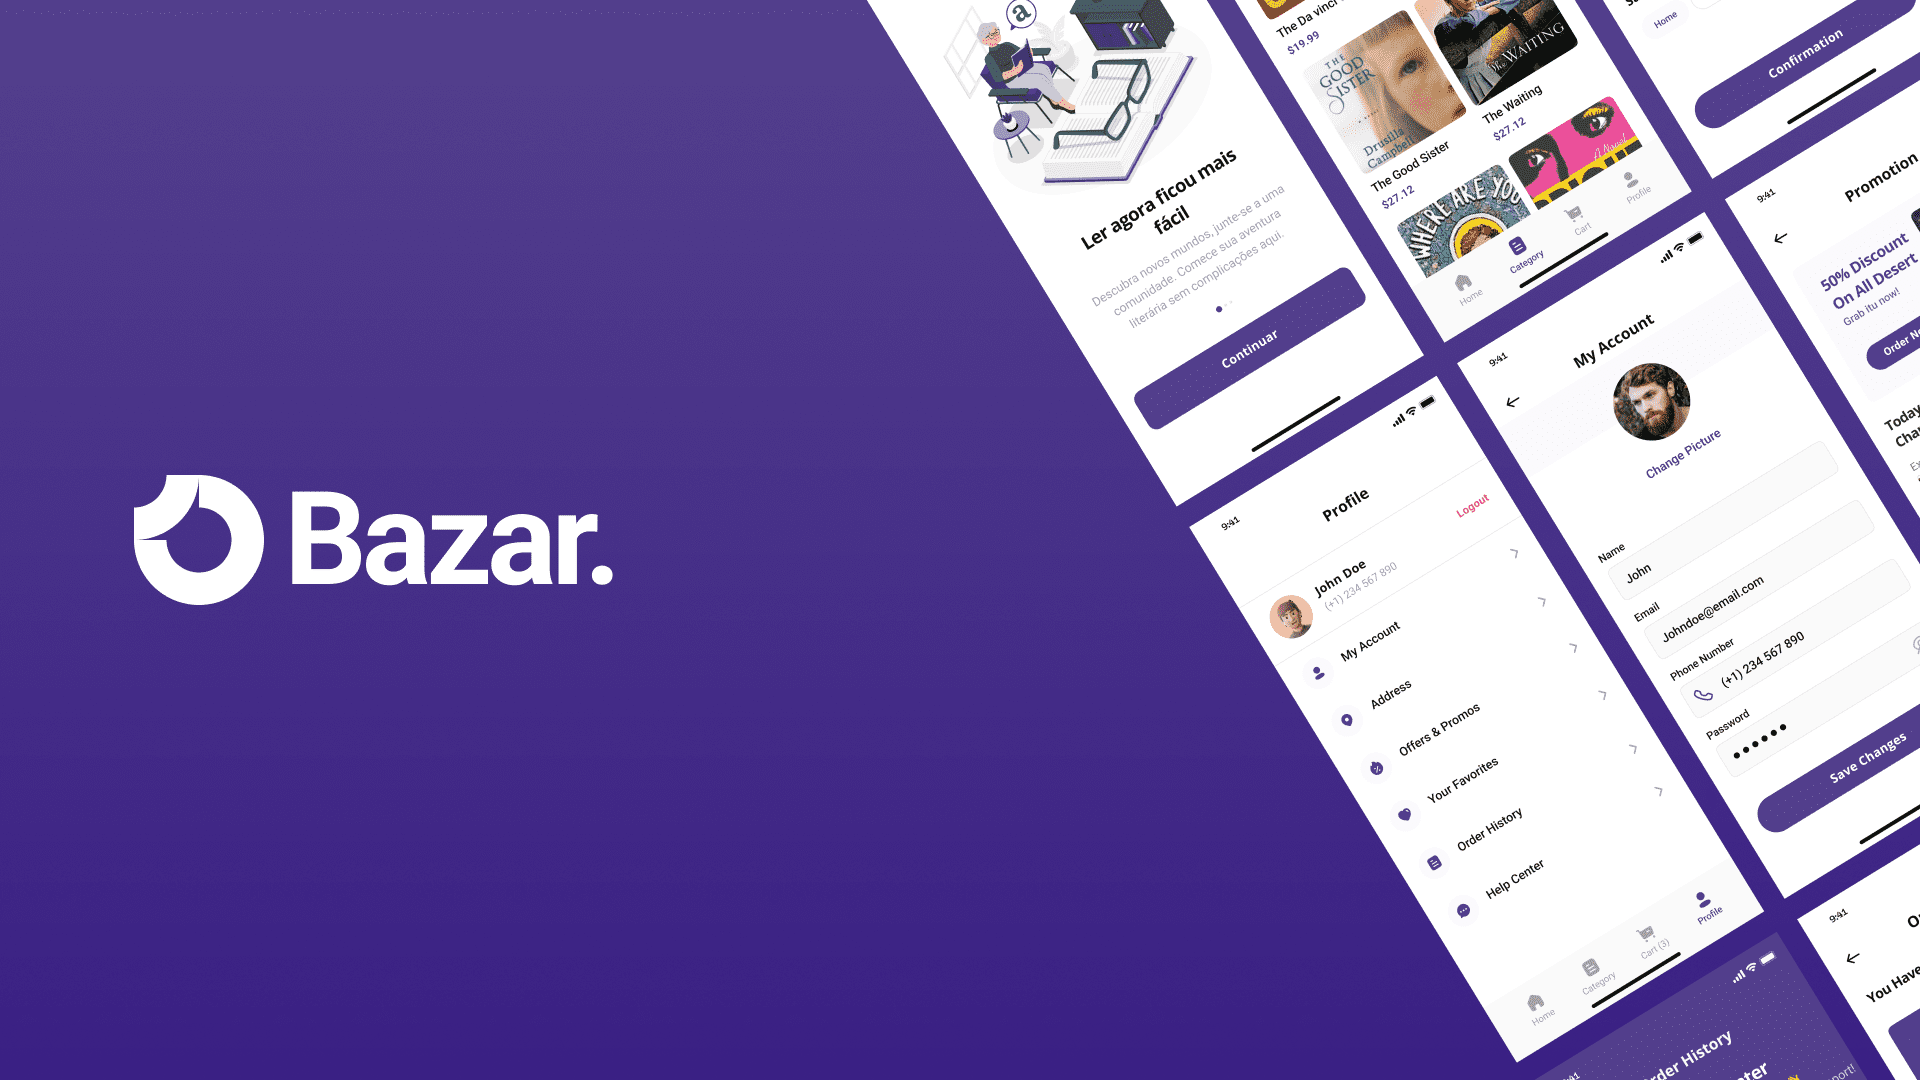 Bazar.
a
Ler agora ficou mais
fácil
Descubra novos mundos, junte-se a uma
comunidade. Comece sua aventura
literária sem complicações aqui.
Continuar
The Da vinci
$19.99
THE
GOOD
SISTER
Drusilla
Campbell
The Good Sister
$27.12
The WAITING
The Waiting
$27.12
WHERE ARE YOU
A Novel
Home
Category
Cart
Profile
Home
Confirmation
9:41
Promotion
50% Discount
On All Desert
Grab itu now!
Order
Today
9:41
My Account
Change Picture
Name
John
Email
Johndoe@email.com
Phone Number
(+1) 234 567 890
Password
Save Changes
9:41
Profile
Logout
John Doe
(+1) 234 567 890
My Account
Address
Offers & Promos
Your Favorites
Order History
Help Center
Home
Category
Cart (3)
Profile
9:41
You Have
Order History